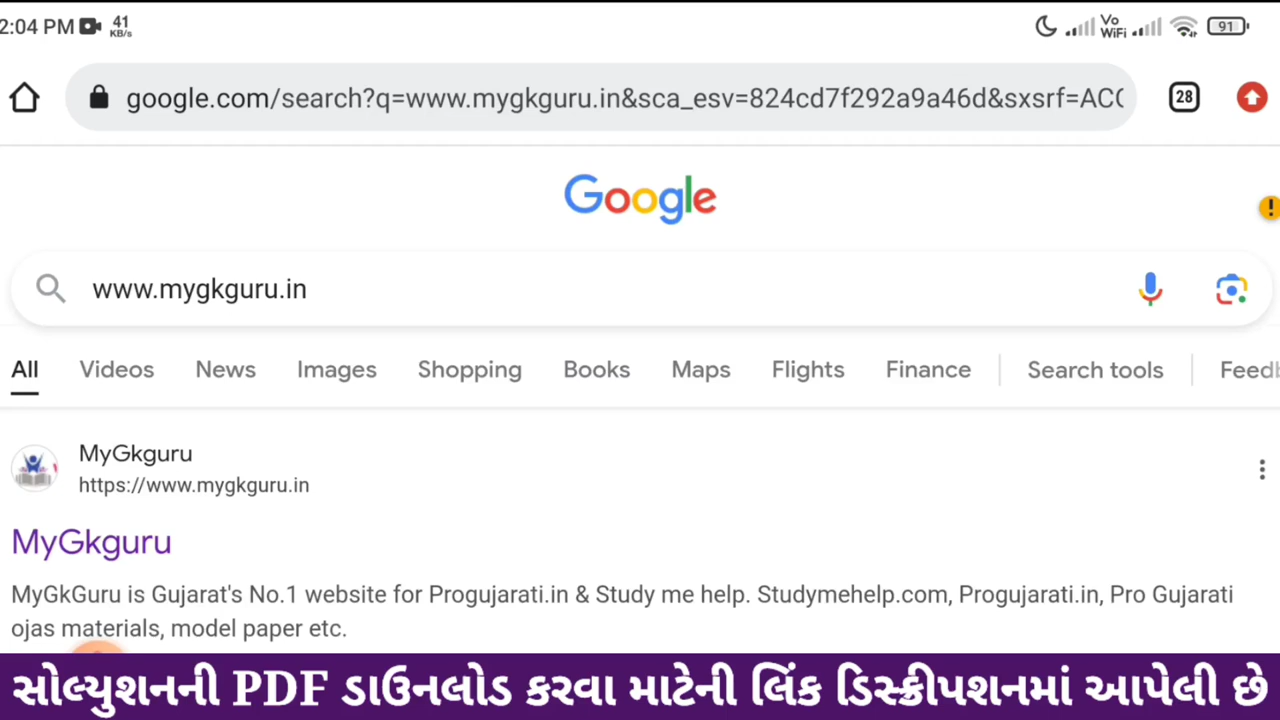 2:04 PM 41 KB/s Vo WiFi 91
google.com/search?q=www.mygkguru.in&sca_esv=824cd7f292a9a46d&sxsrf=AC 28
Google
www.mygkguru.in
All Videos News Images Shopping Books Maps Flights Finance Search tools Feedb
MyGkguru
https://www.mygkguru.in
MyGkguru
MyGkGuru is Gujarat's No.1 website for Progujarati.in & Study me help. Studymehelp.com, Progujarati.in, Pro Gujarati
ojas materials, model paper etc.
સોલ્યુશનની PDF ડાઉનલોડ કરવા માટેની લિંક ડિસ્ક્રીપશનમાં આપેલી છે